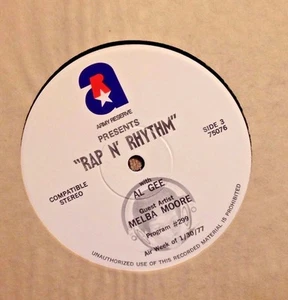 a
ARMY RESERVE
PRESENTS
"RAP N' RHYTHM"
SIDE 3
75076
COMPATIBLE
STEREO
with
AL GEE
Guest Artist
MELBA MOORE
Program #299
Air Week of 1/30/77
UNAUTHORIZED USE OF THIS RECORDED MATERIAL IS PROHIBITED